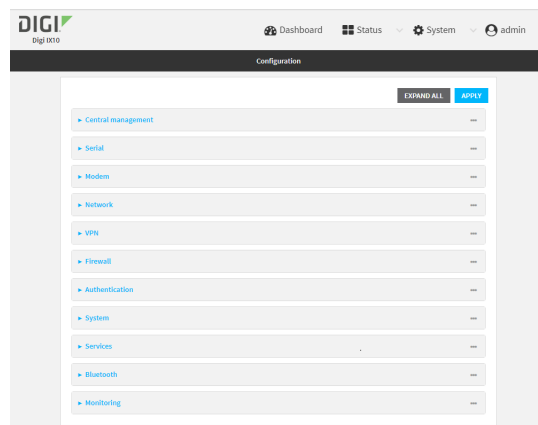 DIGI
Digi IX10
Dashboard Status System admin
Configuration
EXPAND ALL APPLY
Central management
Serial
Modem
Network
VPN
Firewall
Authentication
System
Services
Bluetooth
Monitoring